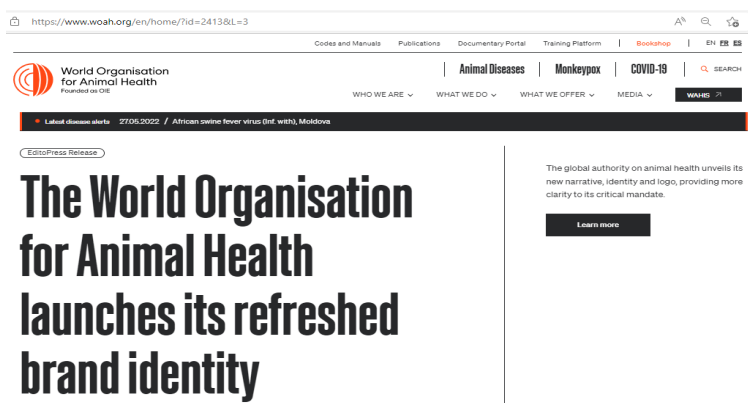 https://www.woah.org/en/home/?id=2413&L=3
Codes and Manuals Publications Documentary Portal Training Platform Bookshop EN FR ES
World Organisation
for Animal Health
Founded as OIE
Animal Diseases Monkeypox COVID-19 SEARCH
WHO WE ARE WHAT WE DO WHAT WE OFFER MEDIA WAHIS
Latest disease alerts 27.05.2022 / African swine fever virus (Inf. with), Moldova
EditoPress Release
The World Organisation
for Animal Health
launches its refreshed
brand identity
The global authority on animal health unveils its
new narrative, identity and logo, providing more
clarity to its critical mandate.
Learn more